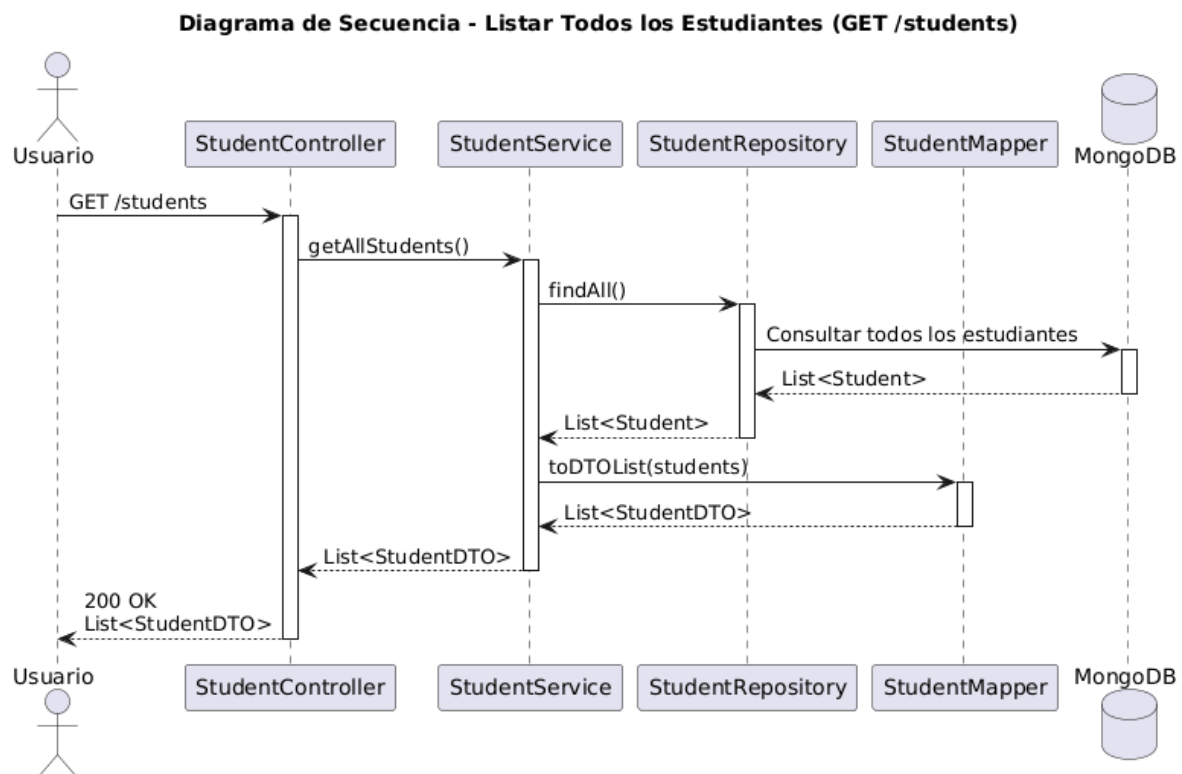 Diagrama de Secuencia - Listar Todos los Estudiantes (GET /students)
Usuario
StudentController
StudentService
StudentRepository
StudentMapper
MongoDB
GET /students
getAllStudents()
findAll()
Consultar todos los estudiantes
List<Student>
List<Student>
toDTOList(students)
List<StudentDTO>
List<StudentDTO>
200 OK
List<StudentDTO>
Usuario
StudentController
StudentService
StudentRepository
StudentMapper
MongoDB